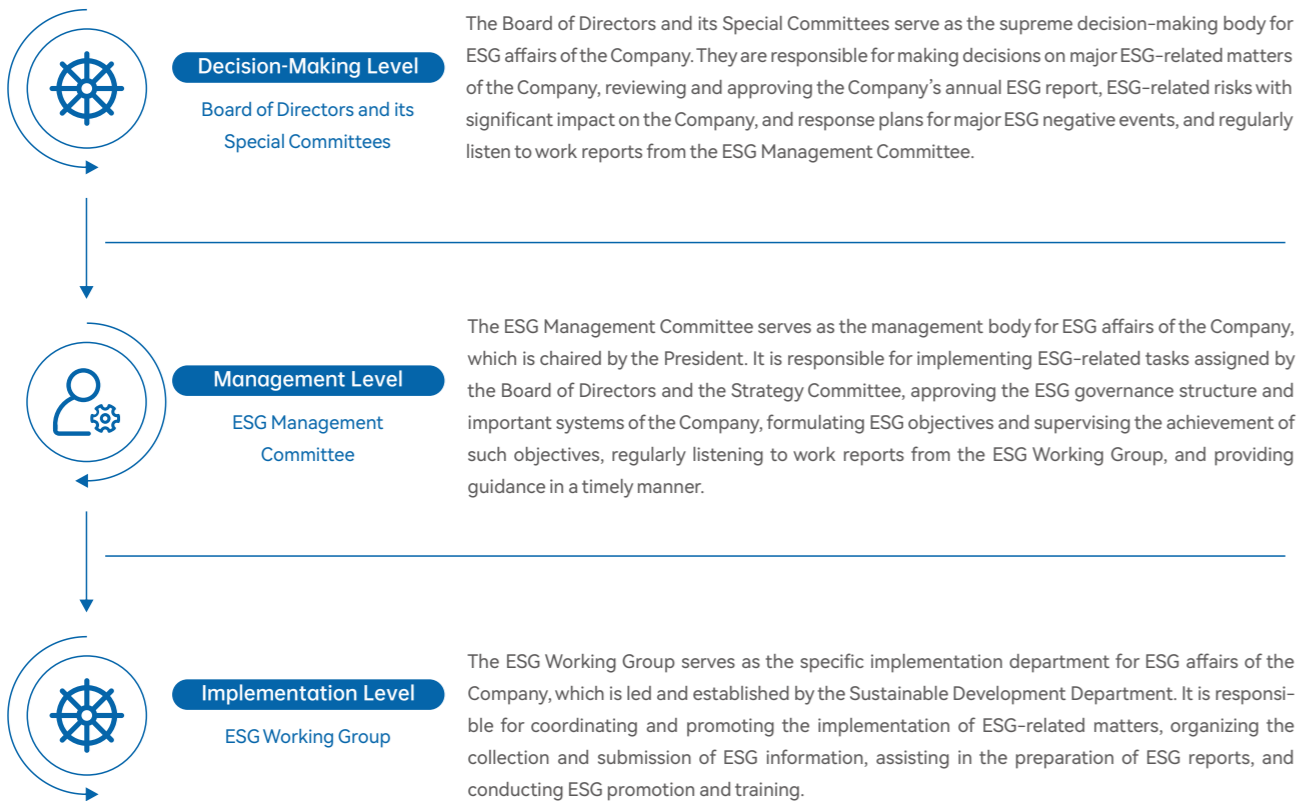 Decision-Making Level
Board of Directors and its
Special Committees
The Board of Directors and its Special Committees serve as the supreme decision-making body for
ESG affairs of the Company. They are responsible for making decisions on major ESG-related matters
of the Company, reviewing and approving the Company's annual ESG report, ESG-related risks with
significant impact on the Company, and response plans for major ESG negative events, and regularly
listen to work reports from the ESG Management Committee.
Management Level
ESG Management
Committee
The ESG Management Committee serves as the management body for ESG affairs of the Company,
which is chaired by the President. It is responsible for implementing ESG-related tasks assigned by
the Board of Directors and the Strategy Committee, approving the ESG governance structure and
important systems of the Company, formulating ESG objectives and supervising the achievement of
such objectives, regularly listening to work reports from the ESG Working Group, and providing
guidance in a timely manner.
Implementation Level
ESG Working Group
The ESG Working Group serves as the specific implementation department for ESG affairs of the
Company, which is led and established by the Sustainable Development Department. It is responsi-
ble for coordinating and promoting the implementation of ESG-related matters, organizing the
collection and submission of ESG information, assisting in the preparation of ESG reports, and
conducting ESG promotion and training.